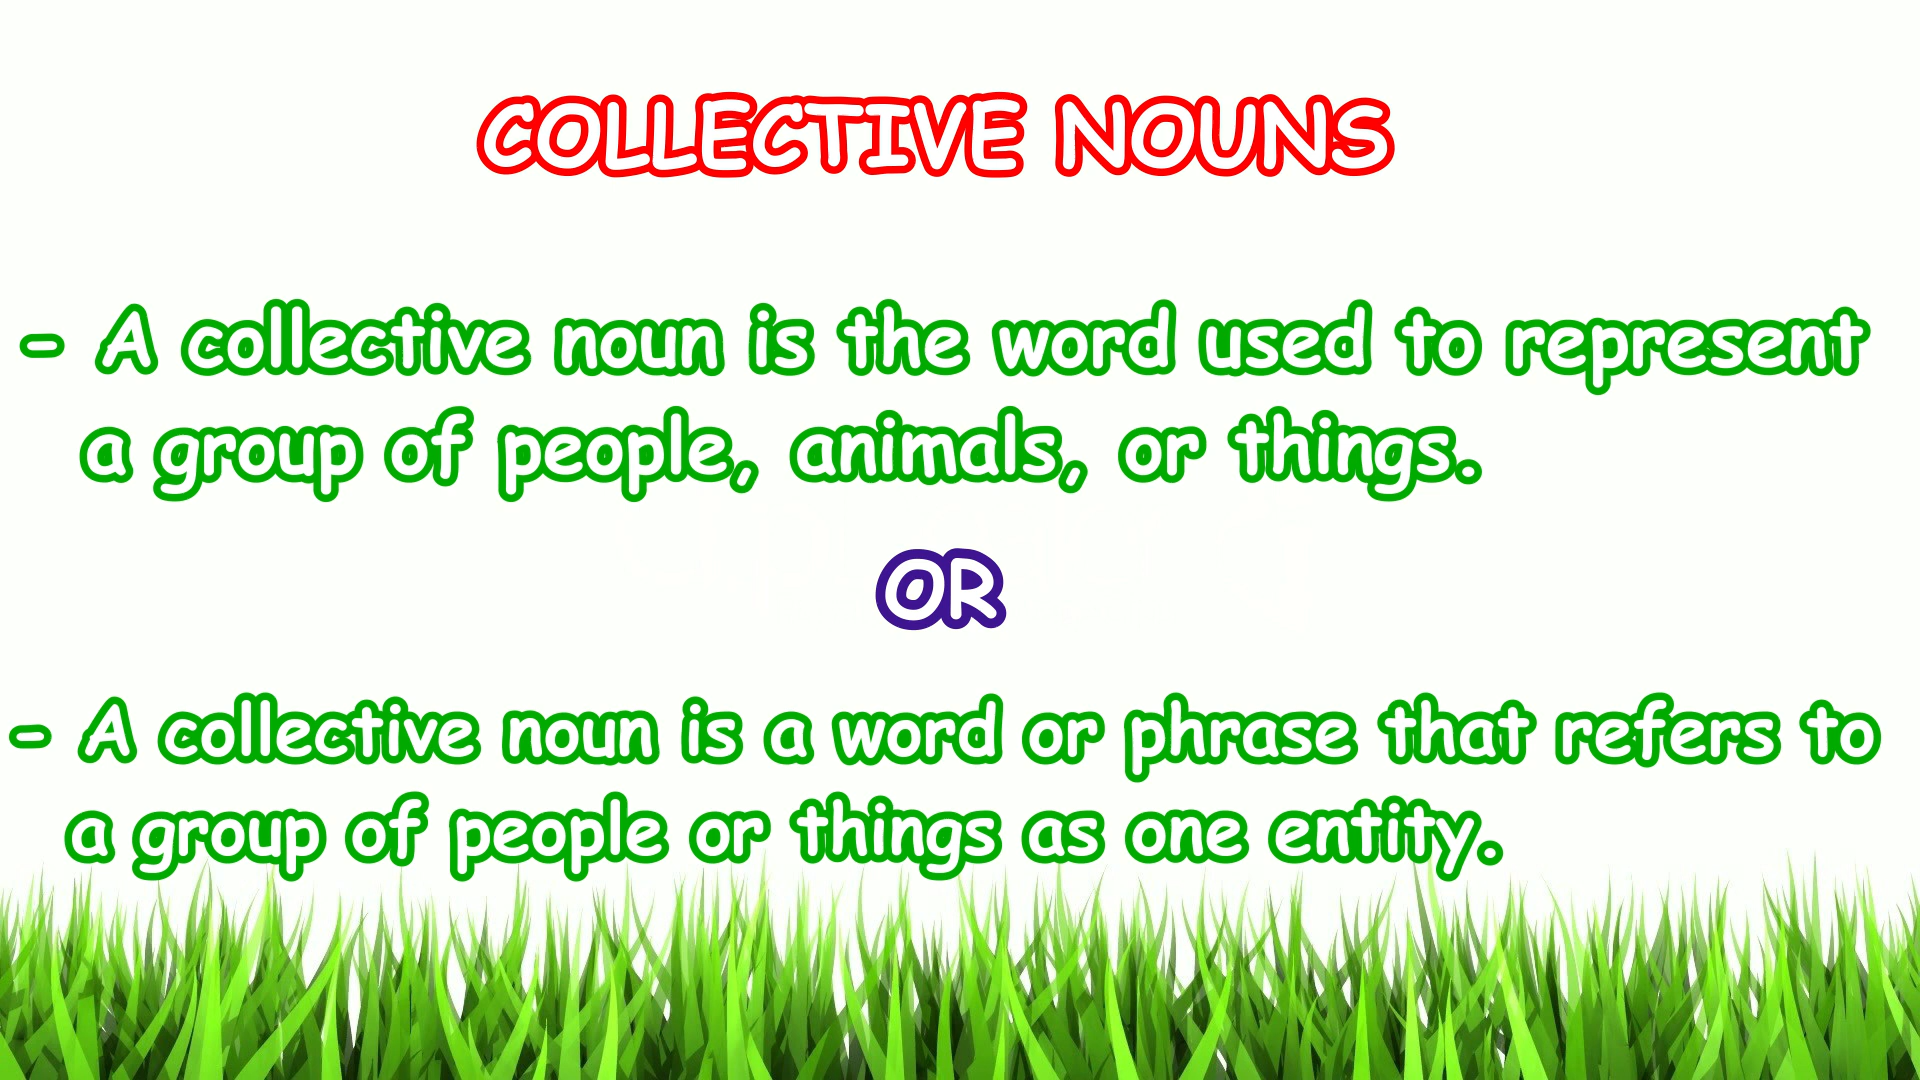 COLLECTIVE NOUNS
- A collective noun is the word used to represent
a group of people, animals, or things.
OR
- A collective noun is a word or phrase that refers to
a group of people or things as one entity.